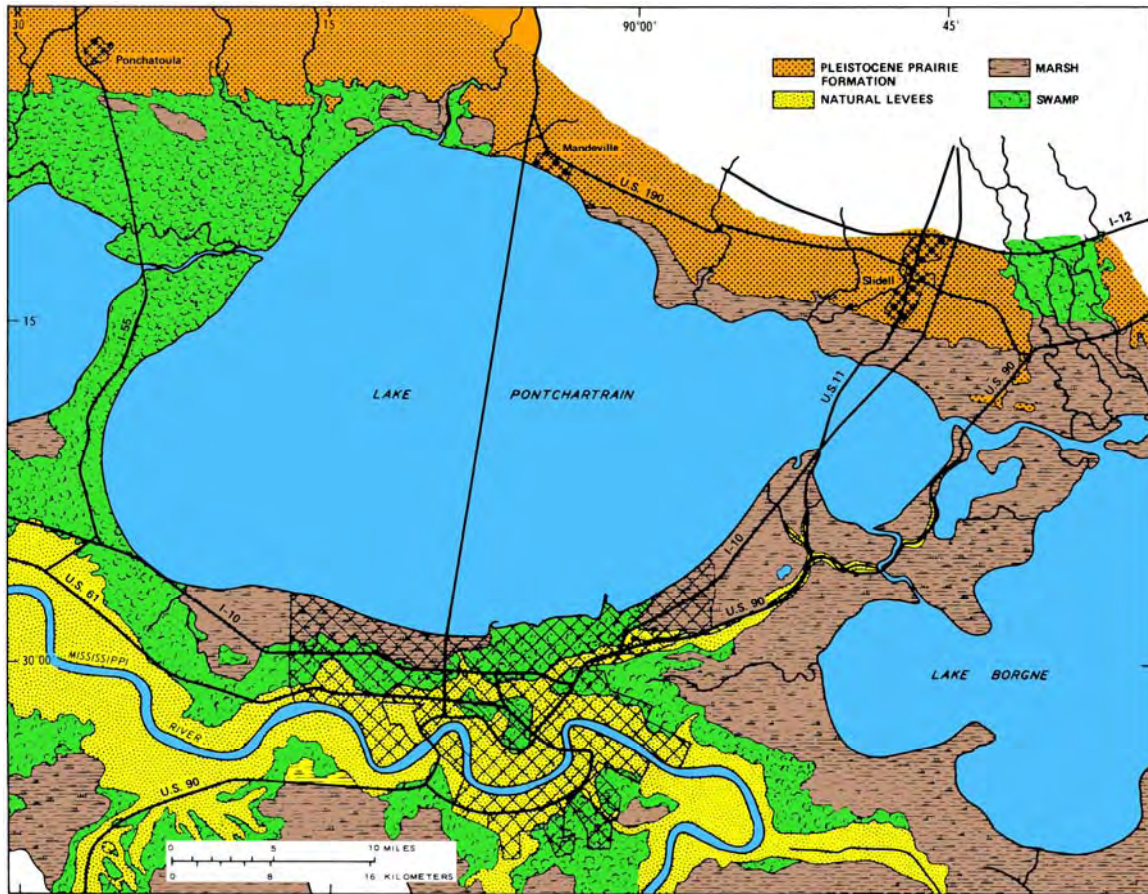 30
15
90°00'
45'
Ponchatoula
PLEISTOCENE PRAIRIE
FORMATION
NATURAL LEVEES
MARSH
SWAMP
Mandeville
U.S. 190
I-12
Slidell
15
I-55
LAKE PONTCHARTRAIN
U.S.11
U.S. 90
I-10
U.S. 61
I-10
U.S. 90
MISSISSIPPI
30°00'
RIVER
LAKE BORGNE
U.S. 90
0 5 10 MILES
0 8 16 KILOMETERS